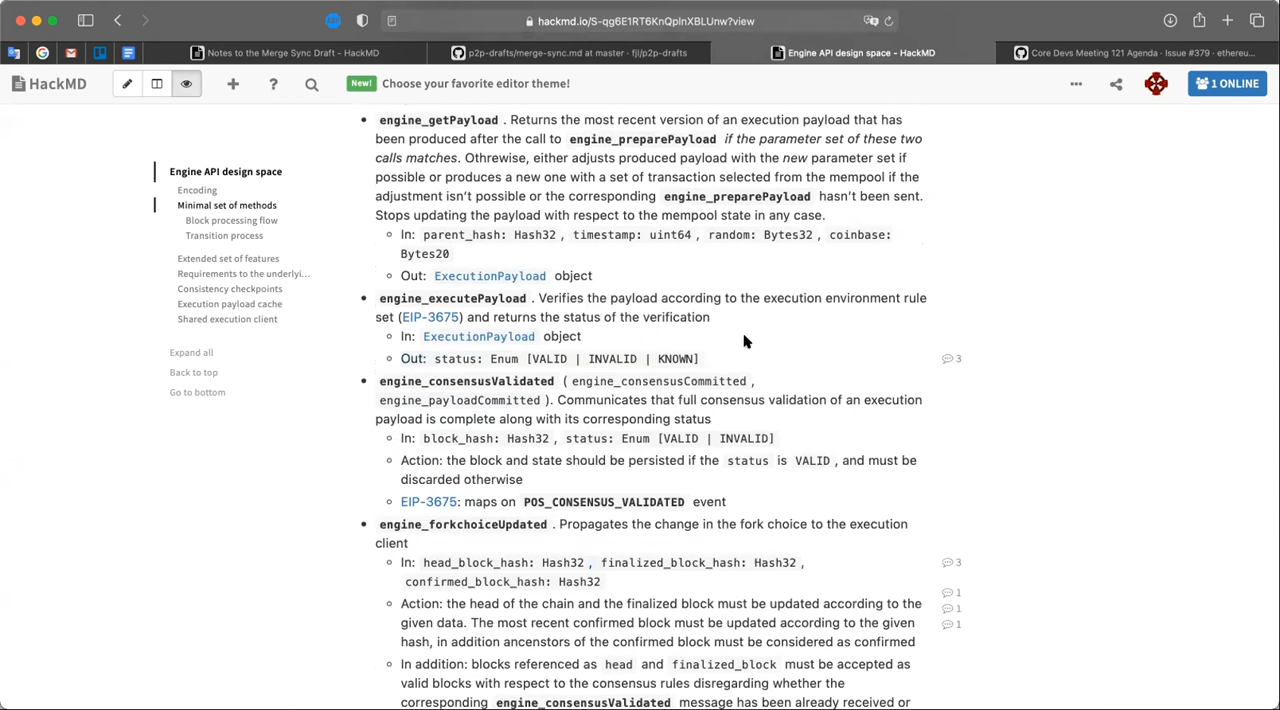 hackmd.io/S-qg6E1RT6KnQplnXBLUnw?view
Notes to the Merge Sync Draft - HackMD
p2p-drafts/merge-sync.md at master · fjl/p2p-drafts
Engine API design space - HackMD
Core Devs Meeting 121 Agenda · Issue #379 · ethereu...
HackMD
New!
Choose your favorite editor theme!
1 ONLINE
Engine API design space
Encoding
Minimal set of methods
Block processing flow
Transition process
Extended set of features
Requirements to the underlyi...
Consistency checkpoints
Execution payload cache
Shared execution client
Expand all
Back to top
Go to bottom
engine_getPayload . Returns the most recent version of an execution payload that has
been produced after the call to engine_preparePayload if the parameter set of these two
calls matches. Othrewise, either adjusts produced payload with the new parameter set if
possible or produces a new one with a set of transaction selected from the mempool if the
adjustment isn't possible or the corresponding engine_preparePayload hasn't been sent.
Stops updating the payload with respect to the mempool state in any case.
In: parent_hash: Hash32 , timestamp: uint64 , random: Bytes32 , coinbase:
Bytes20
Out: ExecutionPayload object
engine_executePayload . Verifies the payload according to the execution environment rule
set (EIP-3675) and returns the status of the verification
In: ExecutionPayload object
Out: status: Enum [VALID | INVALID | KNOWN]
3
engine_consensusValidated ( engine_consensusCommitted ,
engine_payloadCommitted ). Communicates that full consensus validation of an execution
payload is complete along with its corresponding status
In: block_hash: Hash32 , status: Enum [VALID | INVALID]
Action: the block and state should be persisted if the status is VALID , and must be
discarded otherwise
EIP-3675: maps on POS_CONSENSUS_VALIDATED event
engine_forkchoiceUpdated . Propagates the change in the fork choice to the execution
client
In: head_block_hash: Hash32 , finalized_block_hash: Hash32 ,
3
confirmed_block_hash: Hash32
1
Action: the head of the chain and the finalized block must be updated according to the
1
given data. The most recent confirmed block must be updated according to the given
1
hash, in addition ancenstors of the confirmed block must be considered as confirmed
In addition: blocks referenced as head and finalized_block must be accepted as
valid blocks with respect to the consensus rules disregarding whether the
corresponding engine_consensusValidated message has been already received or